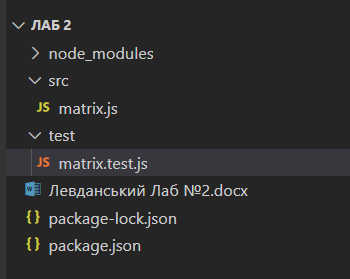 ЛАБ 2
node_modules
src
JS matrix.js
test
JS matrix.test.js
Левданський Лаб №2.docx
{ } package-lock.json
{ } package.json